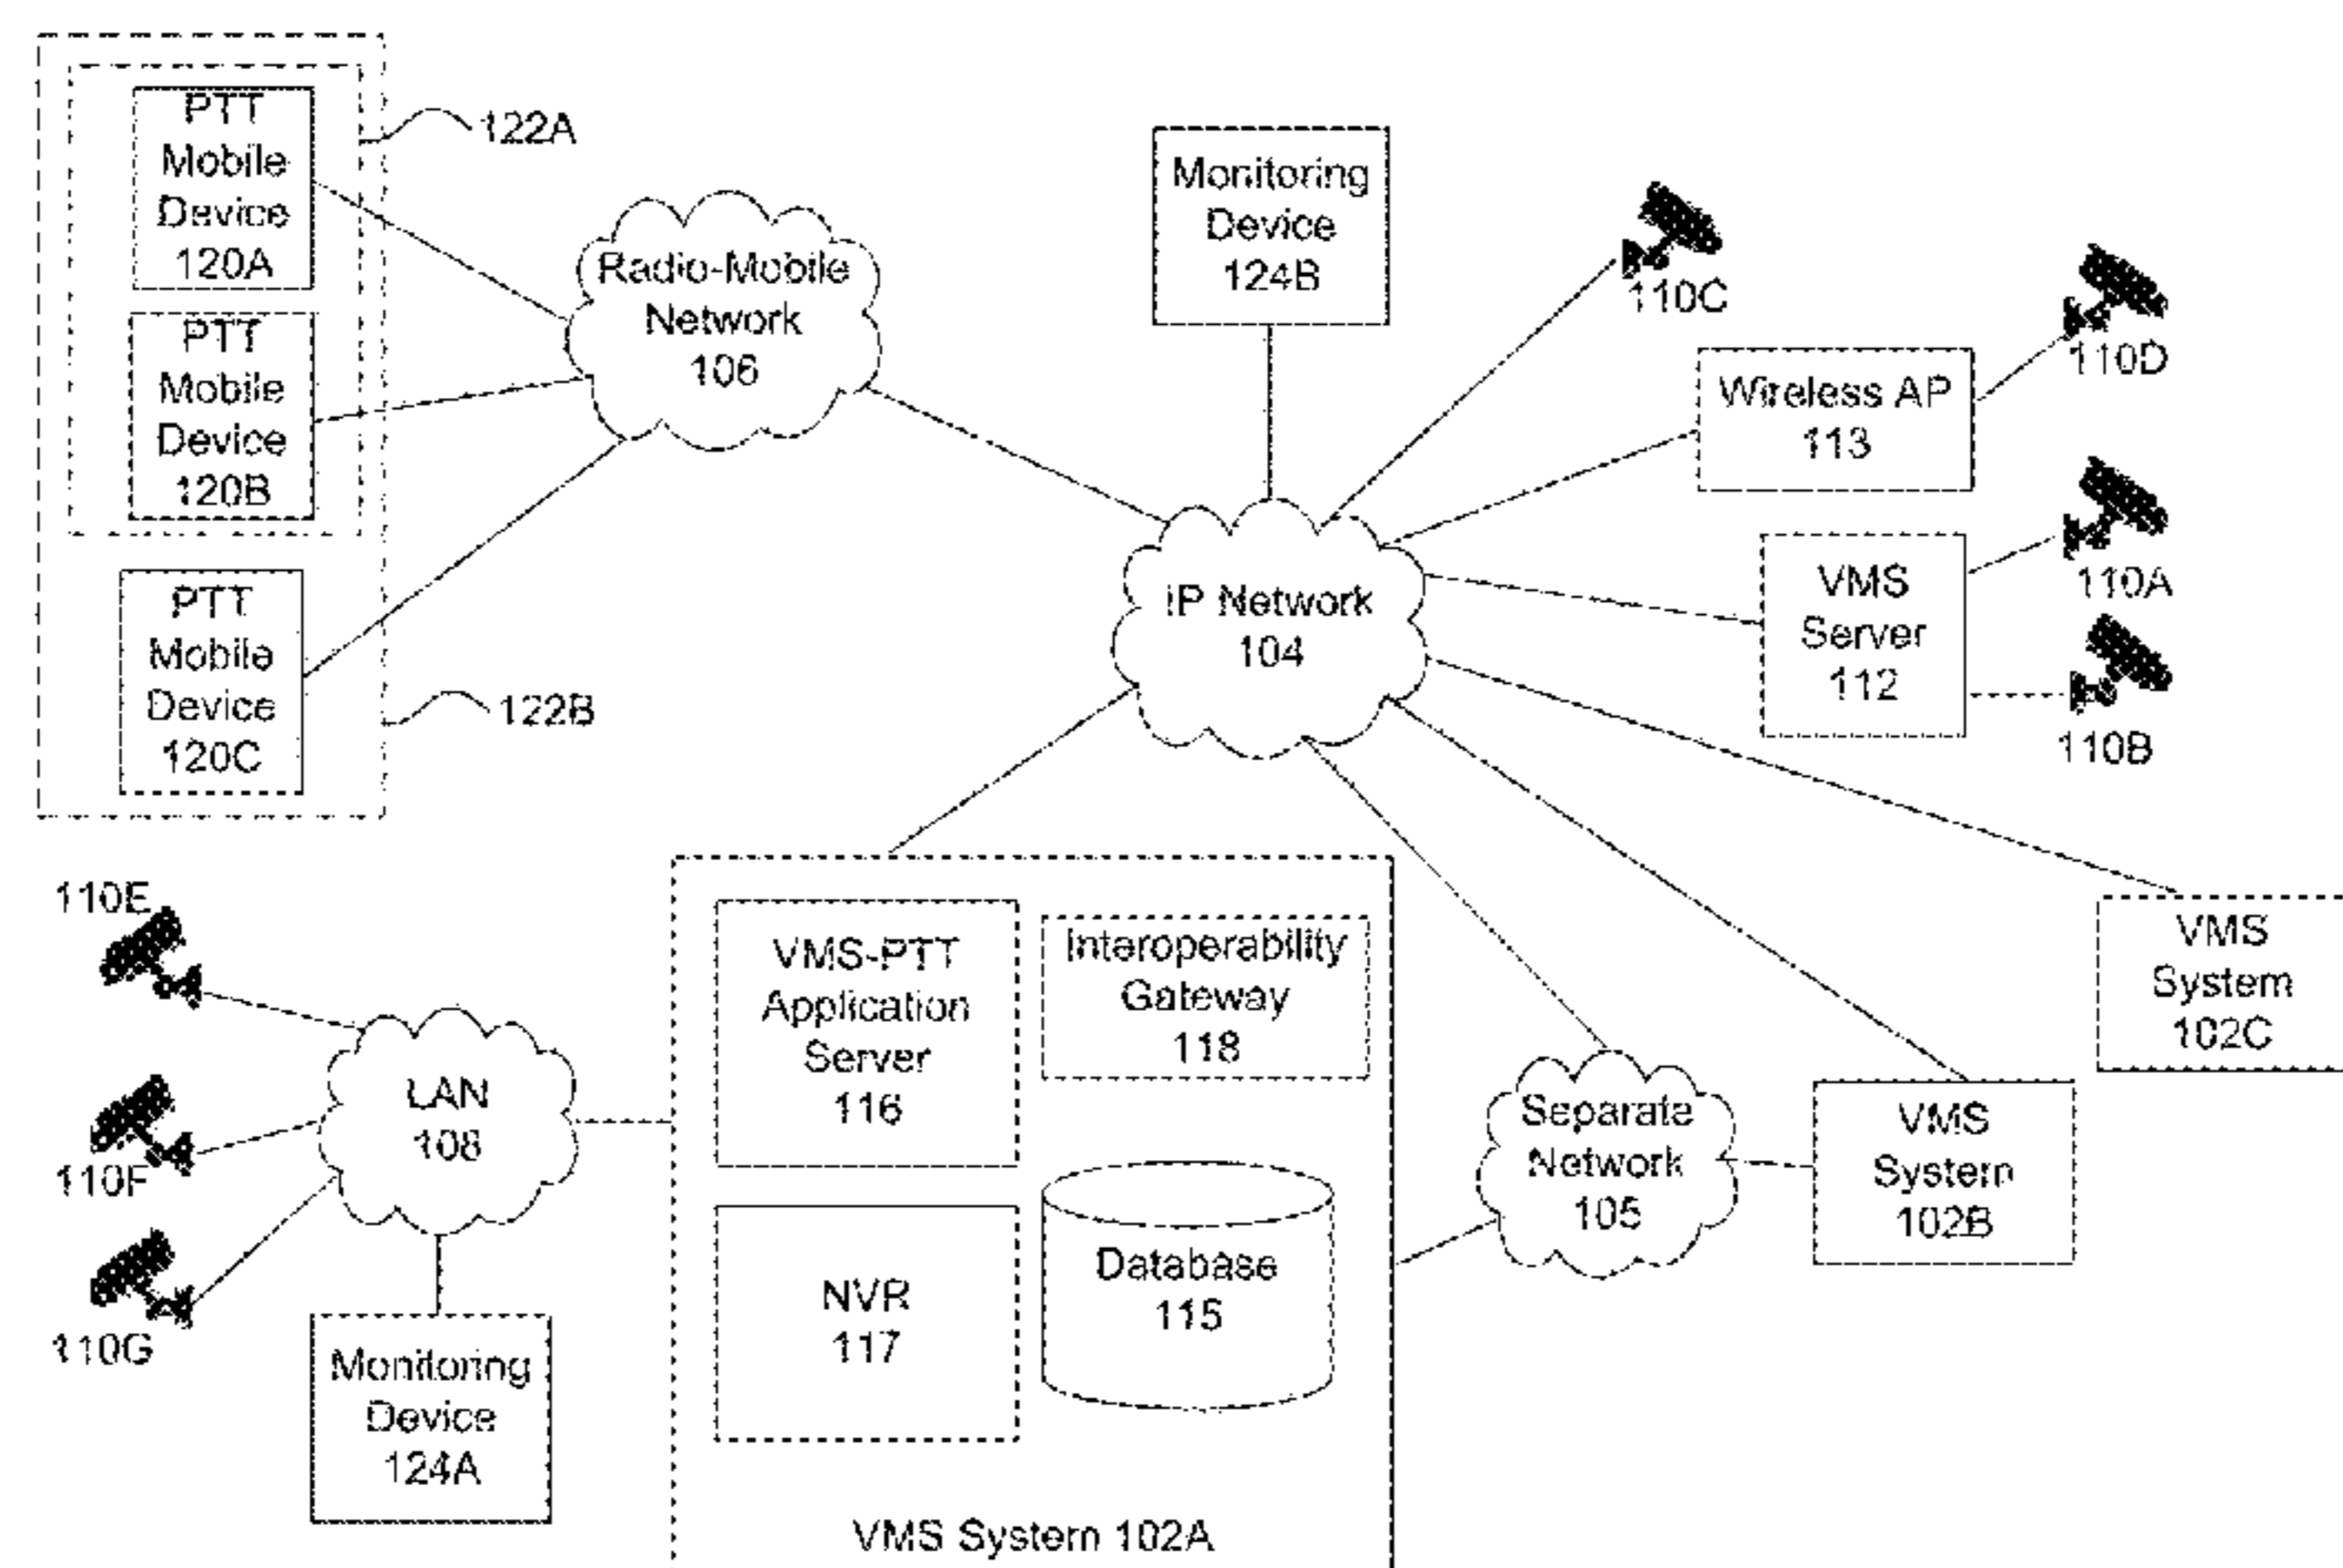 PTT
Mobile
Device
120A
122A
PTT
Mobile
Device
120B
PTT
Mobile
Device
120C
122B
Radio-Mobile
Network
106
Monitoring
Device
124B
110C
110D
Wireless AP
113
110A
VMS
Server
112
110B
IP Network
104
110E
110F
110G
LAN
108
Monitoring
Device
124A
VMS-PTT
Application
Server
116
Interoperability
Gateway
118
NVR
117
Database
115
VMS System 102A
Separate
Network
105
VMS
System
102B
VMS
System
102C